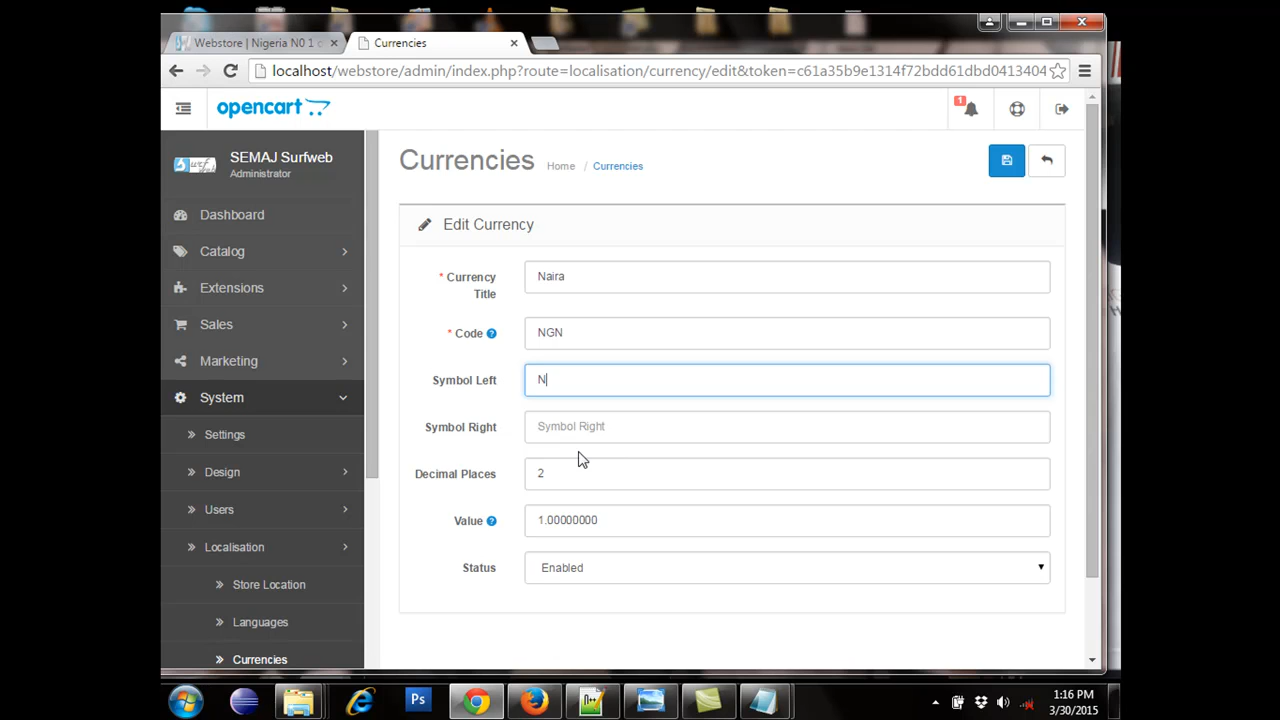 Webstore | Nigeria N0 1 c
Currencies
localhost/webstore/admin/index.php?route=localisation/currency/edit&token=c61a35b9e1314f72bdd61dbd0413404
opencart
1
SEMAJ Surfweb
Administrator
Currencies
Home / Currencies
Dashboard
Catalog
Extensions
Sales
Marketing
System
Settings
Design
Users
Localisation
Store Location
Languages
Currencies
Edit Currency
* Currency Title
Naira
* Code ?
NGN
Symbol Left
N
Symbol Right
Symbol Right
Decimal Places
2
Value ?
1.00000000
Status
Enabled
Ps
1:16 PM
3/30/2015